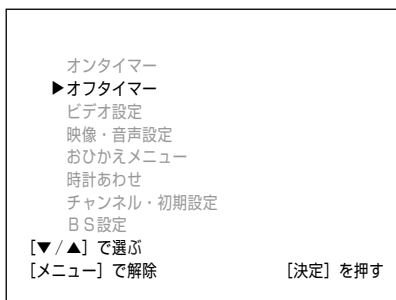 オンタイマー
▶オフタイマー
ビデオ設定
映像・音声設定
おひかえメニュー
時計あわせ
チャンネル・初期設定
ＢＳ設定
［▼/▲］で選ぶ
［メニュー］で解除 ［決定］を押す